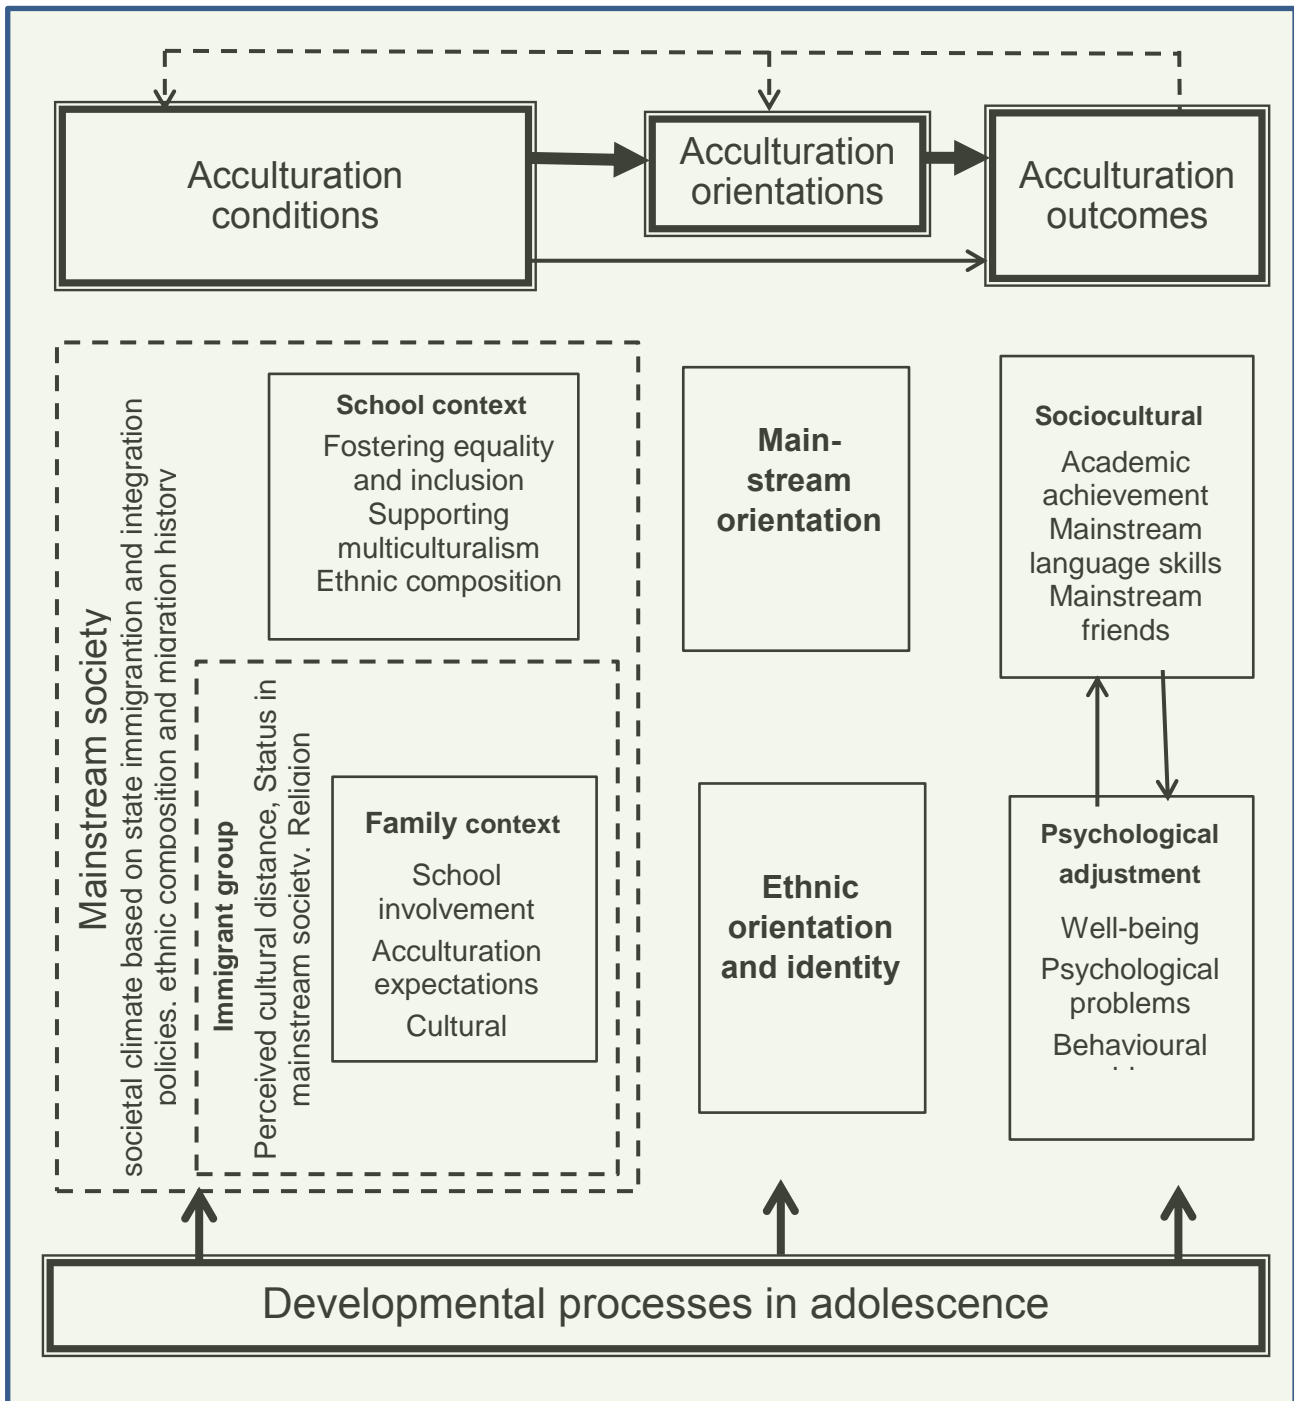 Acculturation
conditions
Acculturation
orientations
Acculturation
outcomes
Mainstream society
societal climate based on state immigrantion and integration
policies. ethnic composition and migration history
School context
Fostering equality
and inclusion
Supporting
multiculturalism
Ethnic composition
Immigrant group
Perceived cultural distance, Status in
mainstream society. Religion
Family context
School
involvement
Acculturation
expectations
Cultural
Main-
stream
orientation
Ethnic
orientation
and identity
Sociocultural
Academic
achievement
Mainstream
language skills
Mainstream
friends
Psychological
adjustment
Well-being
Psychological
problems
Behavioural
Developmental processes in adolescence